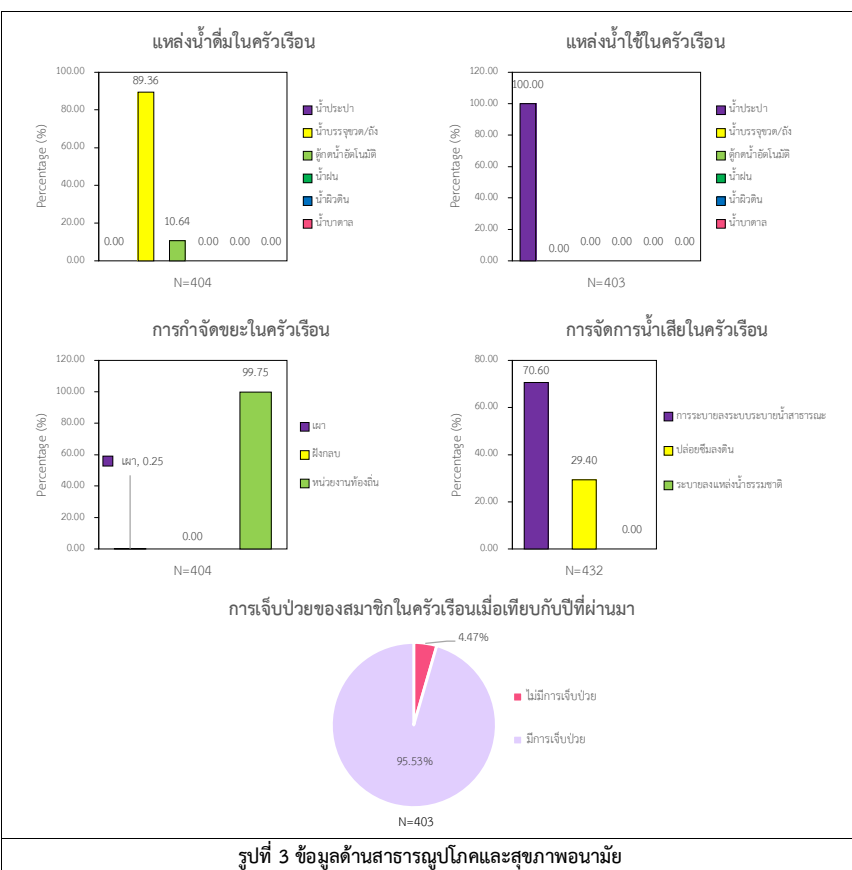 แหล่งน้ำดื่มในครัวเรือน
100.00
80.00
60.00
40.00
20.00
0.00
Percentage (%)
0.00
89.36
10.64
0.00
0.00
0.00
N=404
น้ำประปา
น้ำบรรจุขวด/ถัง
ตู้กดน้ำอัตโนมัติ
น้ำฝน
น้ำผิวดิน
น้ำบาดาล
แหล่งน้ำใช้ในครัวเรือน
120.00
100.00
80.00
60.00
40.00
20.00
0.00
Percentage (%)
100.00
0.00
0.00
0.00
0.00
0.00
N=403
น้ำประปา
น้ำบรรจุขวด/ถัง
ตู้กดน้ำอัตโนมัติ
น้ำฝน
น้ำผิวดิน
น้ำบาดาล
การกำจัดขยะในครัวเรือน
120.00
100.00
80.00
60.00
40.00
20.00
0.00
Percentage (%)
เผา, 0.25
0.00
99.75
N=404
เผา
ฝังกลบ
หน่วยงานท้องถิ่น
การจัดการน้ำเสียในครัวเรือน
80.00
60.00
40.00
20.00
0.00
Percentage (%)
70.60
29.40
0.00
N=432
การระบายลงระบบระบายน้ำสาธารณะ
ปล่อยซึมลงดิน
ระบายลงแหล่งน้ำธรรมชาติ
การเจ็บป่วยของสมาชิกในครัวเรือนเมื่อเทียบกับปีที่ผ่านมา
4.47%
95.53%
ไม่มีการเจ็บป่วย
มีการเจ็บป่วย
N=403
รูปที่ 3 ข้อมูลด้านสาธารณูปโภคและสุขภาพอนามัย